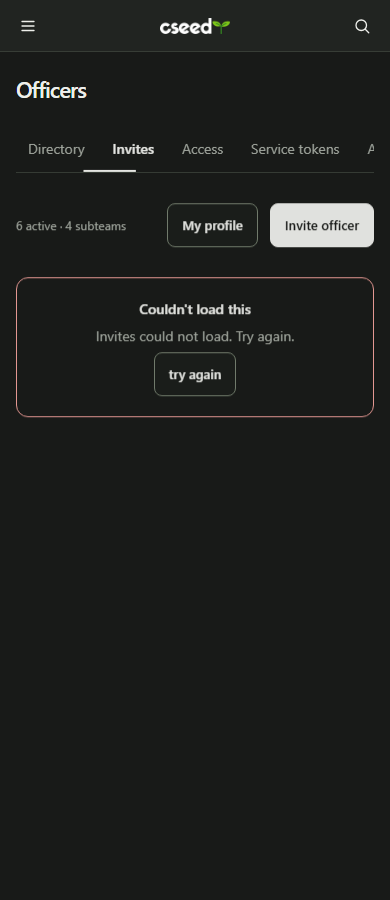 cseed
Officers
Directory Invites Access Service tokens A
6 active · 4 subteams My profile Invite officer
Couldn't load this
Invites could not load. Try again.
try again